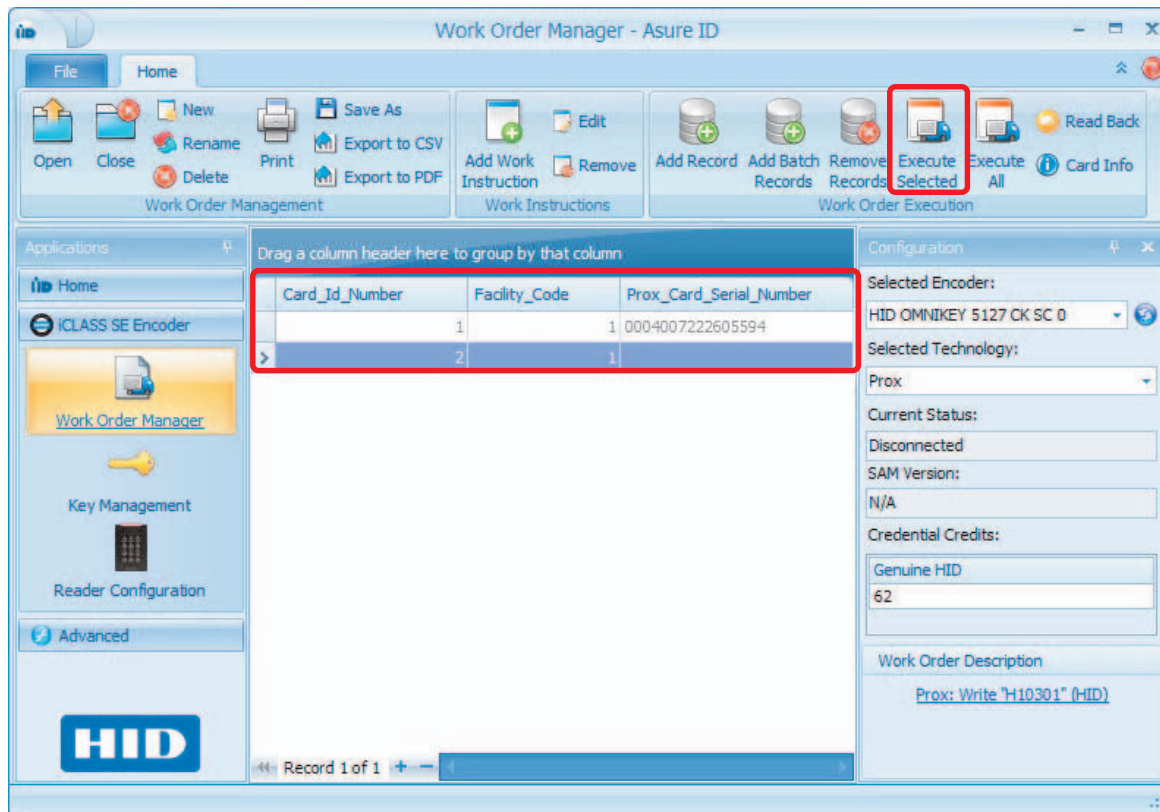 Work Order Manager - Asure ID
File Home
Open Close New Rename Delete Print Save As Export to CSV Export to PDF
Work Order Management
Add Work Instruction Edit Remove
Work Instructions
Add Record Add Batch Records Remove Records Execute Selected Execute All Read Back Card Info
Work Order Execution
Applications
HID Home
iCLASS SE Encoder
Work Order Manager
Key Management
Reader Configuration
Advanced
HID
Drag a column header here to group by that column
Card_Id_Number Facility_Code Prox_Card_Serial_Number
1 1 0004007222605594
2 1
Record 1 of 1
Configuration
Selected Encoder:
HID OMNIKEY 5127 CK SC 0
Selected Technology:
Prox
Current Status:
Disconnected
SAM Version:
N/A
Credential Credits:
Genuine HID
62
Work Order Description
Prox: Write "H10301" (HID)